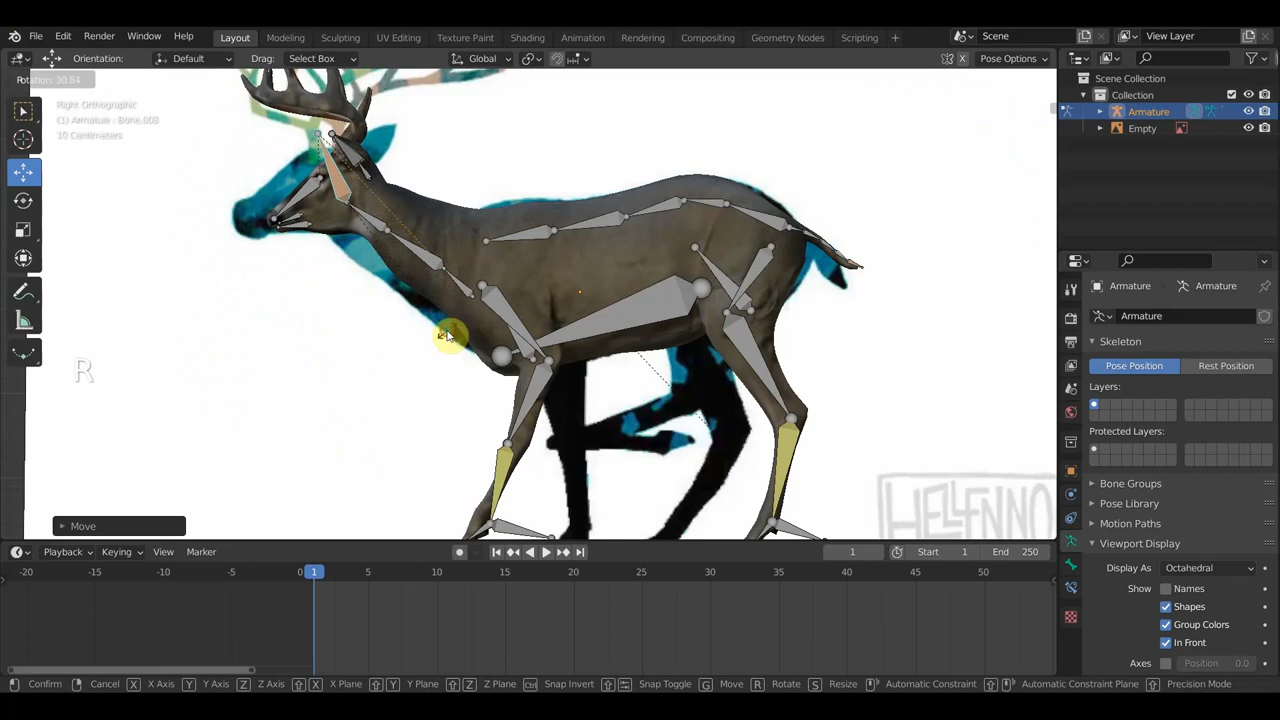 File Edit Render Window Help Layout Modeling Sculpting UV Editing Texture Paint Shading Animation Rendering Compositing Geometry Nodes Scripting + Scene View Layer
Orientation: Default Drag: Select Box Global X Pose Options
Rotation: 30.84
Right Orthographic
(1) Armature : Bone.008
10 Centimeters
Scene Collection
Collection
Armature
Empty
Armature Armature
Armature
Skeleton
Pose Position Rest Position
Layers:
Protected Layers:
Bone Groups
Pose Library
Motion Paths
Viewport Display
Display As Octahedral
Show Names
Shapes
Group Colors
In Front
Axes Position 0.0
R
HELLENNO
Move
Playback Keying View Marker 1 Start 1 End 250
-20 -15 -10 -5 0 1 5 10 15 20 25 30 35 40 45 50
Confirm Cancel X X Axis Y Y Axis Z Z Axis X X Plane Y Y Plane Z Z Plane Ctrl Snap Invert Snap Toggle G Move R Rotate S Resize Automatic Constraint Automatic Constraint Plane Precision Mode